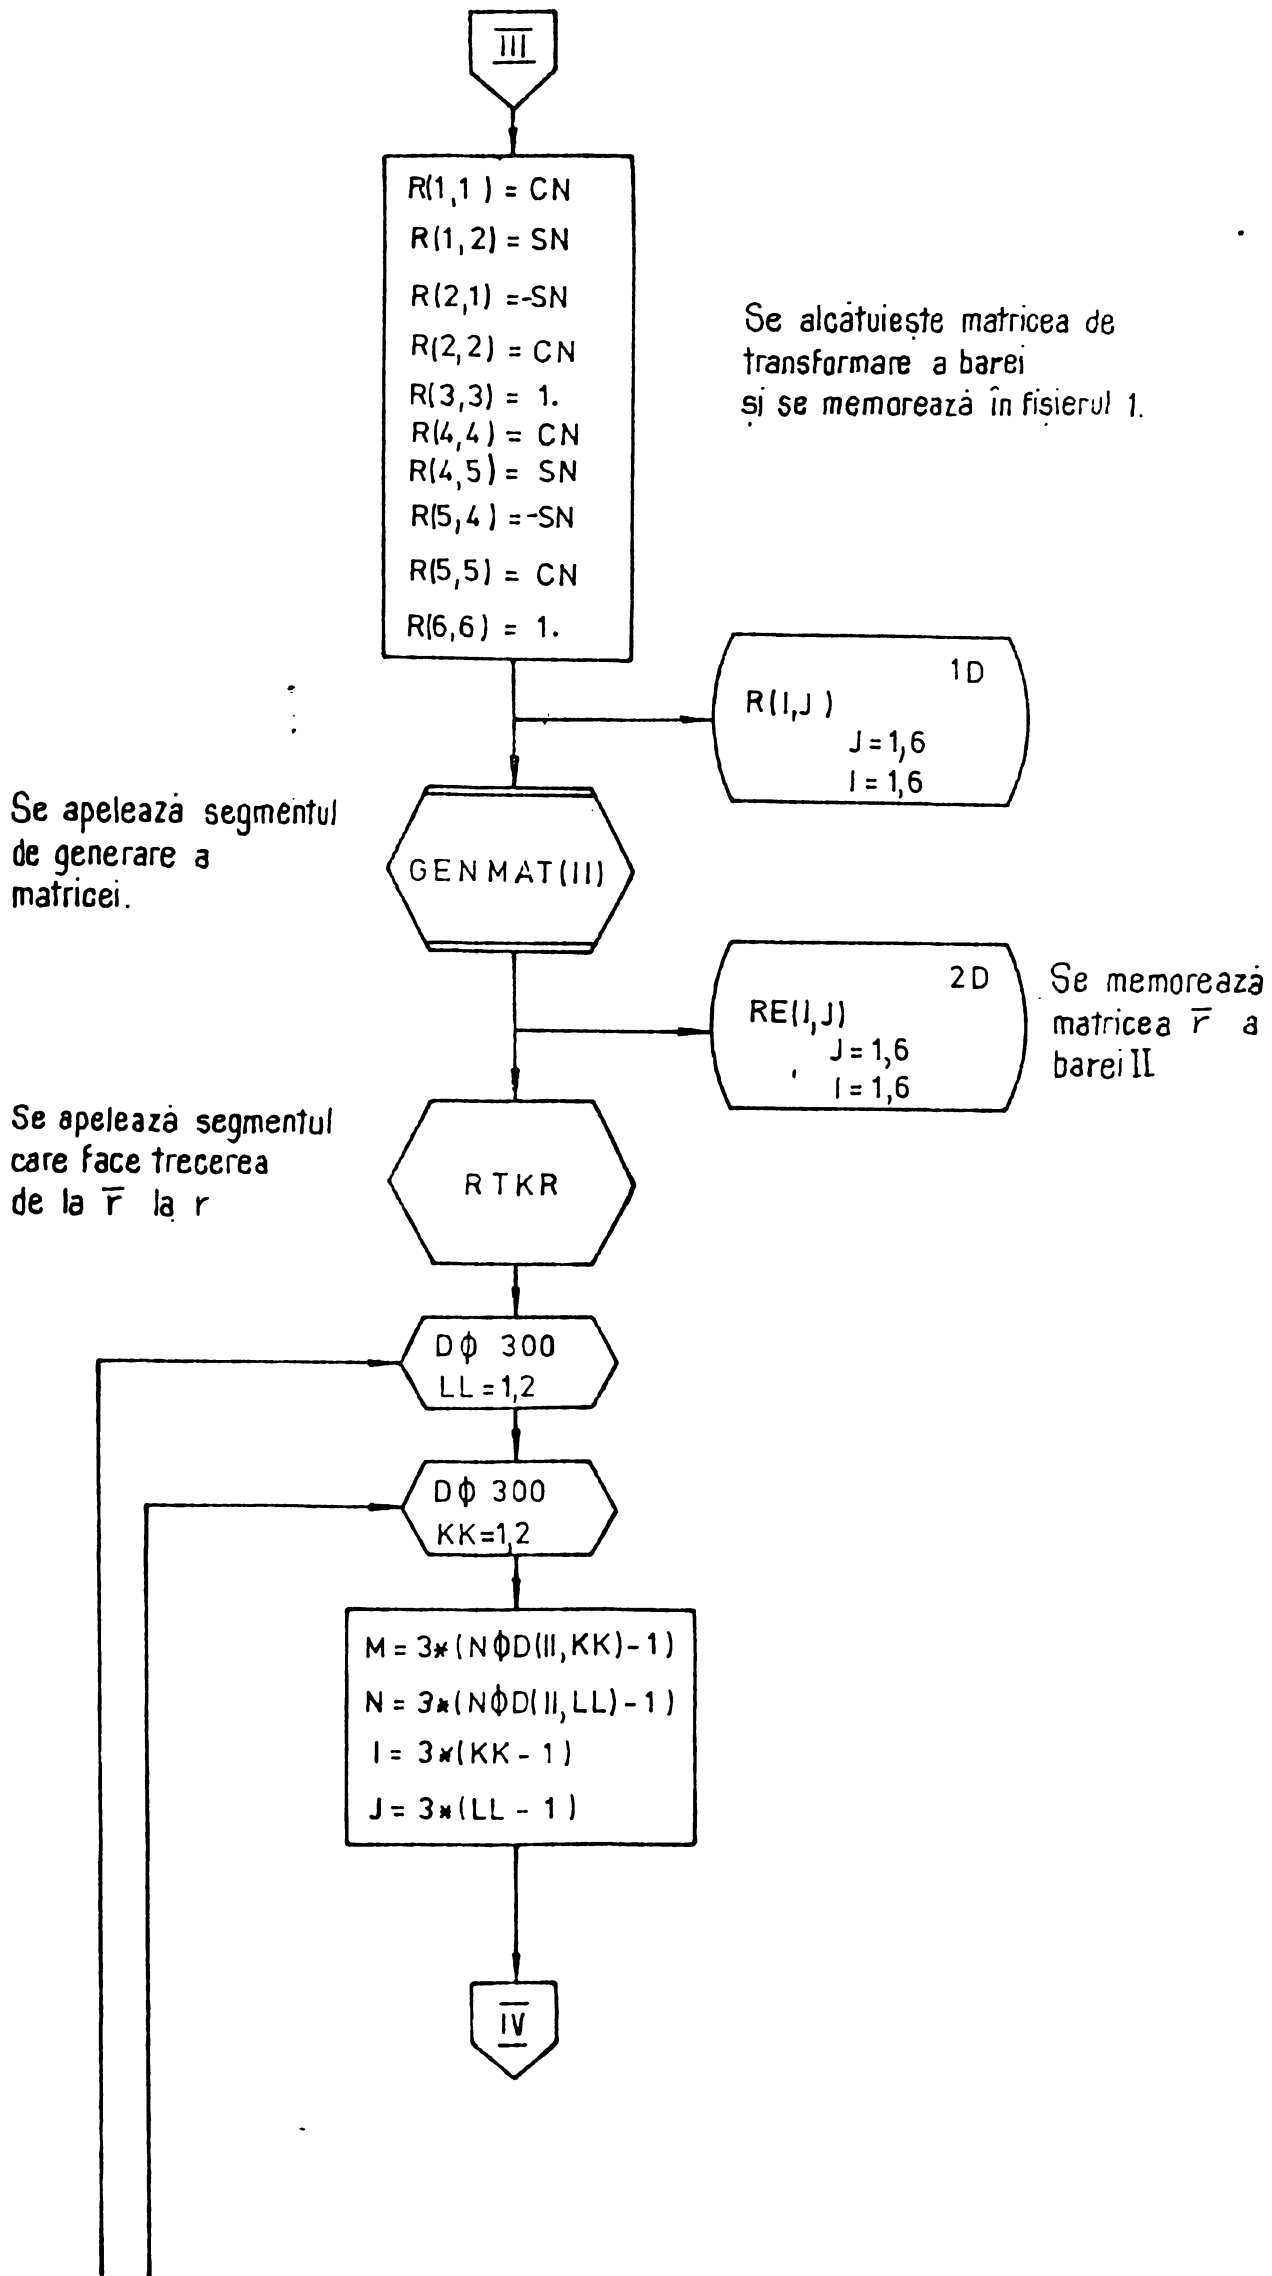 III
R(1,1) = CN
R(1,2) = SN
R(2,1) =-SN
R(2,2) = CN
R(3,3) = 1.
R(4,4) = CN
R(4,5) = SN
R(5,4) =-SN
R(5,5) = CN
R(6,6) = 1.
Se alcătuiește matricea de
transformare a barei
și se memorează în fișierul 1.
1D
R(I,J)
J=1,6
I=1,6
Se apelează segmentul
de generare a
matricei.
GENMAT(II)
2D
RE(I,J)
J=1,6
I=1,6
Se memorează
matricea r̅ a
barei II
Se apelează segmentul
care face trecerea
de la r̅ la r
RTKR
DΦ 300
LL=1,2
DΦ 300
KK=1,2
M = 3*(NΦD(II,KK)-1)
N = 3*(NΦD(II,LL)-1)
I = 3*(KK-1)
J = 3*(LL - 1)
IV